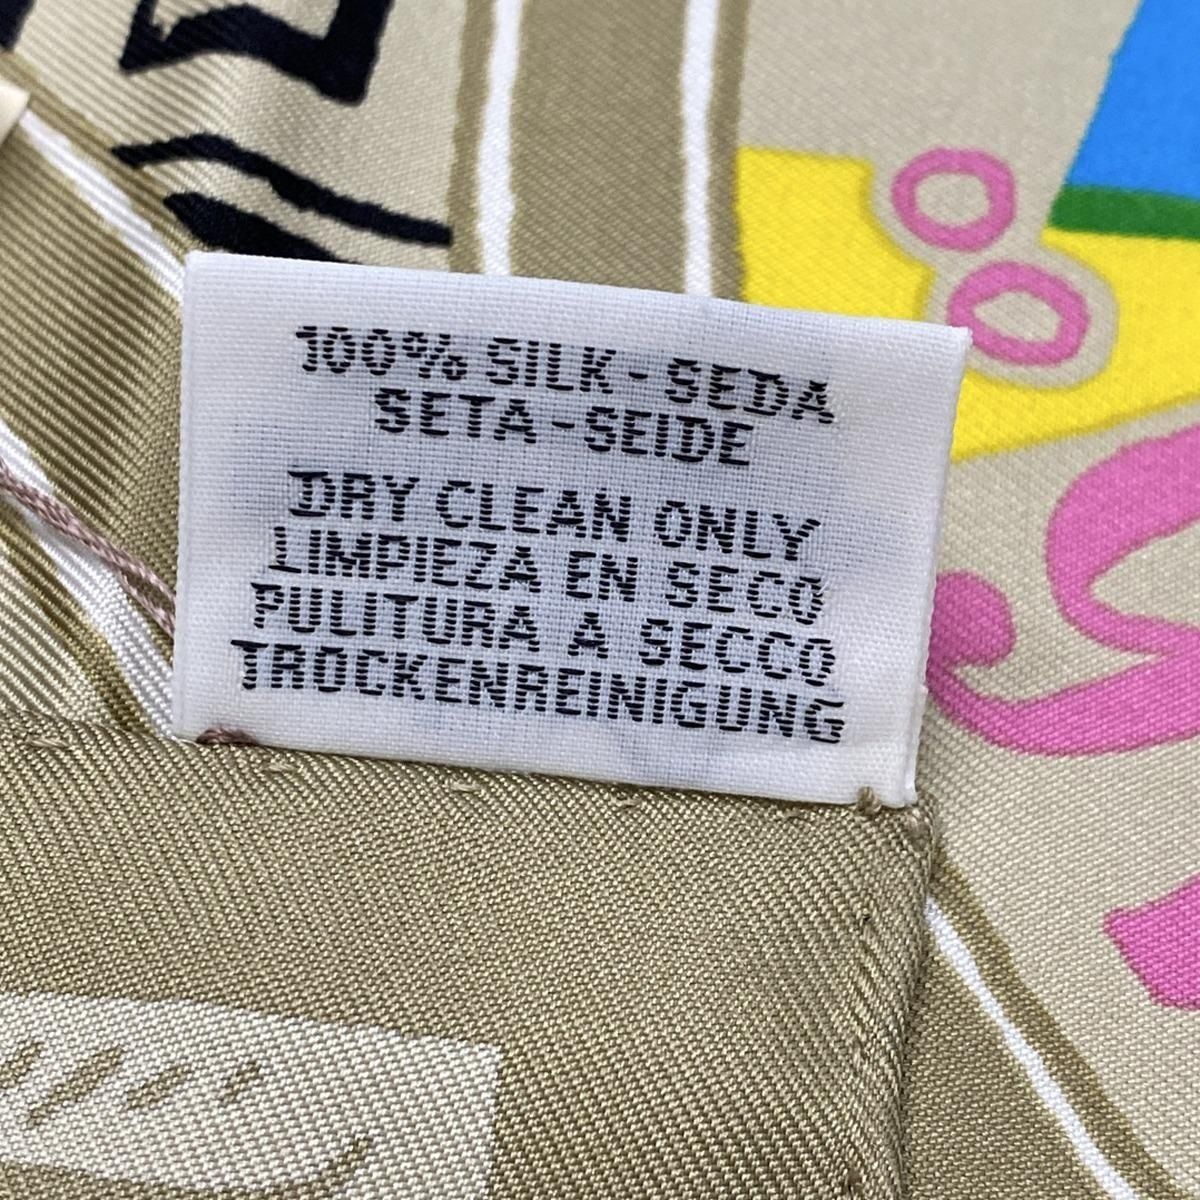 100% SILK - SEDA
SETA - SEIDE
DRY CLEAN ONLY
LIMPIEZA EN SECO
PULITURA A SECCO
TROCKENREINIGUNG